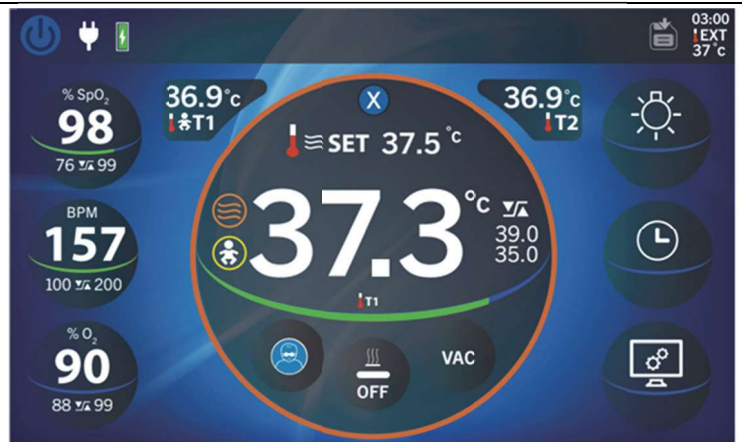 03:00
EXT
37 °C
% SpO₂
98
76 99
36.9°C
T1
X
36.9°C
T2
SET 37.5 °C
BPM
157
100 200
37.3 °C
39.0
35.0
T1
% O₂
90
88 99
OFF
VAC